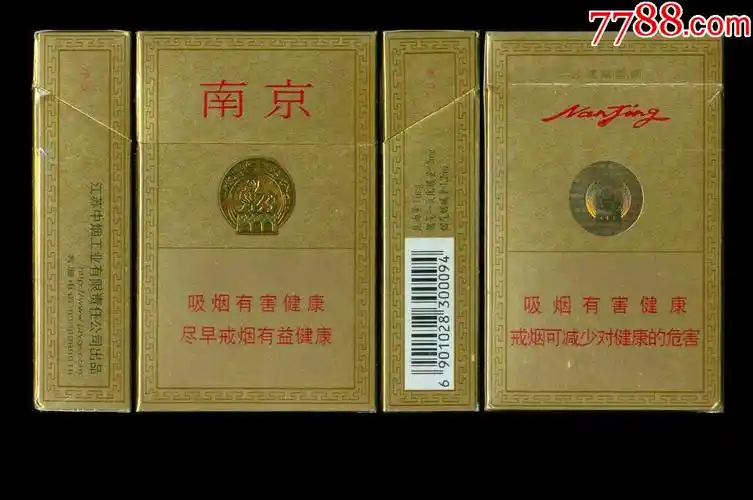 7788.com
南京
吸烟有害健康
尽早戒烟有益健康
江苏中烟工业有限责任公司出品
6 901028 300094
NanJing
吸烟有害健康
戒烟可减少对健康的危害